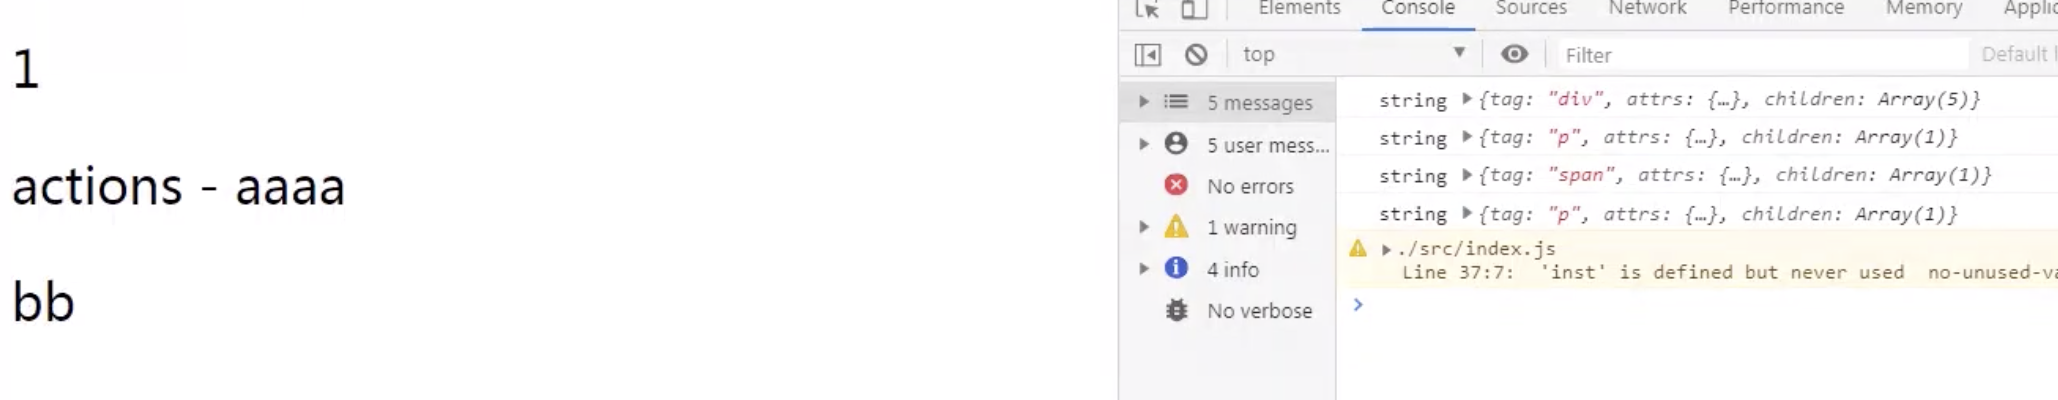 1
actions - aaaa
bb
Elements Console Sources Network Performance Memory
top Filter Default
5 messages
5 user mess...
No errors
1 warning
4 info
No verbose
string ▶{tag: "div", attrs: {…}, children: Array(5)}
string ▶{tag: "p", attrs: {…}, children: Array(1)}
string ▶{tag: "span", attrs: {…}, children: Array(1)}
string ▶{tag: "p", attrs: {…}, children: Array(1)}
▶./src/index.js
Line 37:7: 'inst' is defined but never used no-unused-va